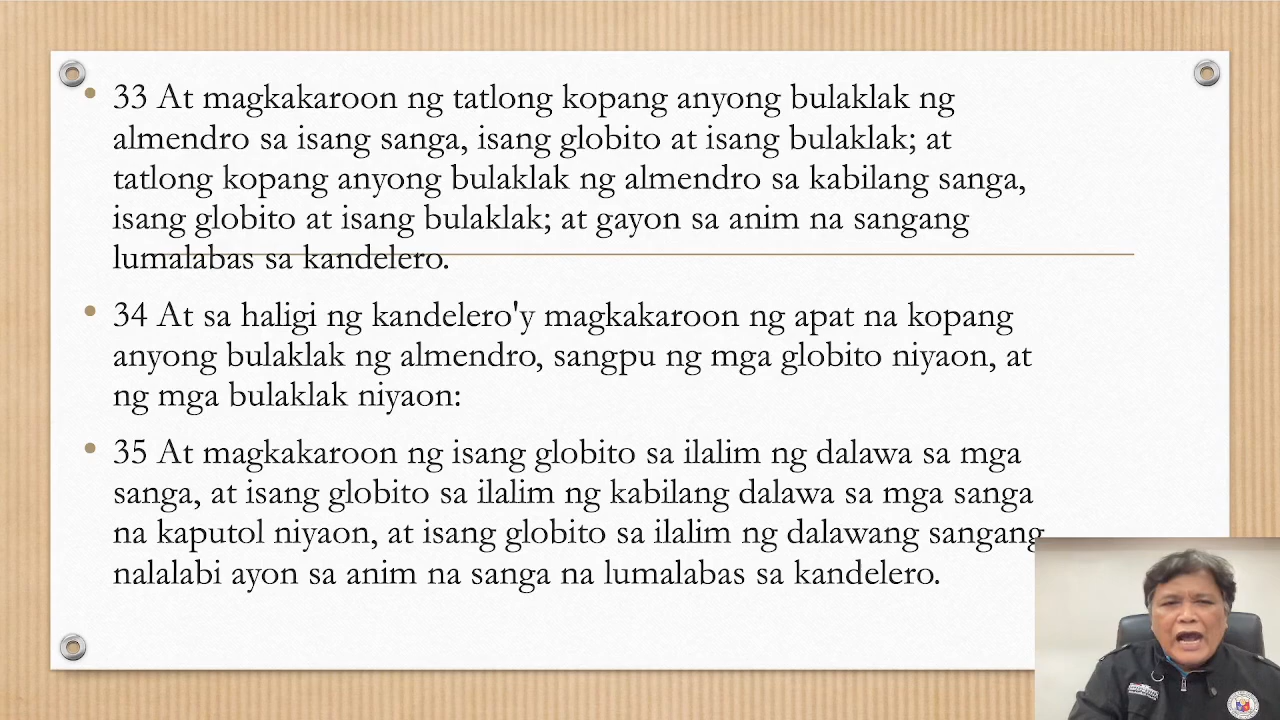 33 At magkakaroon ng tatlong kopang anyong bulaklak ng
almendro sa isang sanga, isang globito at isang bulaklak; at
tatlong kopang anyong bulaklak ng almendro sa kabilang sanga,
isang globito at isang bulaklak; at gayon sa anim na sangang
lumalabas sa kandelero.
34 At sa haligi ng kandelero'y magkakaroon ng apat na kopang
anyong bulaklak ng almendro, sangpu ng mga globito niyaon, at
ng mga bulaklak niyaon:
35 At magkakaroon ng isang globito sa ilalim ng dalawa sa mga
sanga, at isang globito sa ilalim ng kabilang dalawa sa mga sanga
na kaputol niyaon, at isang globito sa ilalim ng dalawang sangang
nalalabi ayon sa anim na sanga na lumalabas sa kandelero.